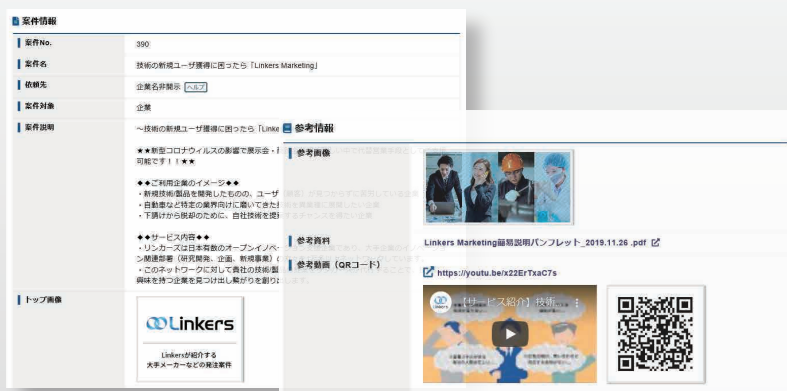 案件情報
案件No.
390
案件名
技術の新規ユーザ獲得に困ったら「Linkers Marketing」
依頼先
企業名非開示 ヘルプ
案件対象
企業
案件説明
～技術の新規ユーザ獲得に困ったら「Linke
★★新型コロナウィルスの影響で展示会・
可能です！！★★
◆◆ご利用企業のイメージ◆◆
・新規技術/製品を開発したものの、ユーザ
・自動車など特定の業界向けに磨いてきた
・下請けから脱却のために、自社技術を提
◆◆サービス内容◆◆
・リンカーズは日本有数のオープンイノベ
ン関連部署（研究開発、企画、新規事業）
・このネットワークに対して貴社の技術/製
興味を持つ企業を見つけ出し繋がりを創り
トップ画像
Linkers
Linkersが紹介する
大手メーカーなどの発注案件
参考情報
参考画像
参考資料
Linkers Marketing簡易説明パンフレット_2019.11.26 .pdf
参考動画（QRコード）
https://youtu.be/x22ErTxaC7s
【サービス紹介】技術